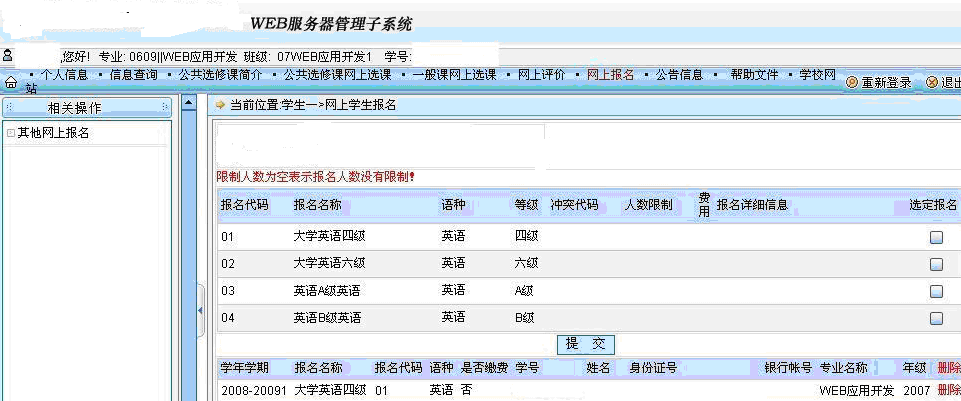 WEB服务器管理子系统
,您好! 专业: 0609||WEB应用开发 班级: 07WEB应用开发1 学号:
· 个人信息 · 信息查询 · 公共选修课简介 · 公共选修课网上选课 · 一般课网上选课 · 网上评价 · 网上报名 · 公告信息 · 帮助文件 · 学校网站 重新登录 退出
相关操作
当前位置:学生一->网上学生报名
其他网上报名
限制人数为空表示报名人数没有限制!
报名代码 报名名称 语种 等级 冲突代码 人数限制 费用 报名详细信息 选定报名
01 大学英语四级 英语 四级
02 大学英语六级 英语 六级
03 英语A级英语 英语 A级
04 英语B级英语 英语 B级
提 交
学年学期 报名名称 报名代码 语种 是否缴费 学号 姓名 身份证号 银行帐号 专业名称 年级 删除
2008-20091 大学英语四级 01 英语 否 WEB应用开发 2007 删除